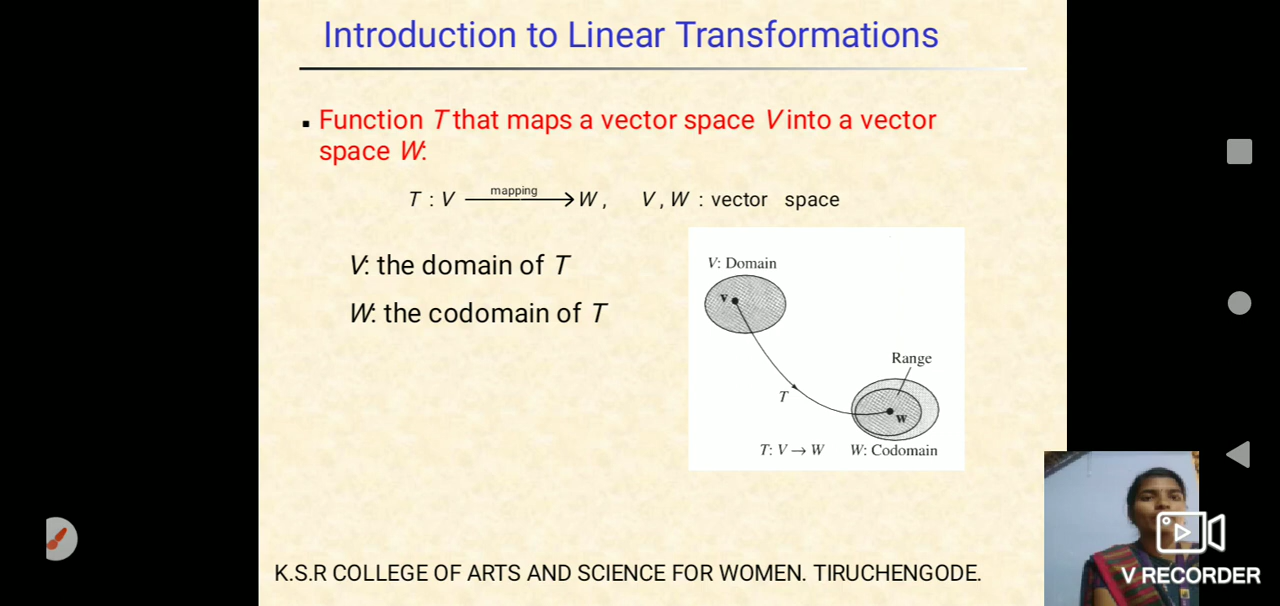 Introduction to Linear Transformations
▪ Function T that maps a vector space V into a vector
space W:
T : V mapping → W , V , W : vector space
V: the domain of T
W: the codomain of T
V: Domain
v
Range
T
w
T: V → W W: Codomain
K.S.R COLLEGE OF ARTS AND SCIENCE FOR WOMEN. TIRUCHENGODE.
V RECORDER